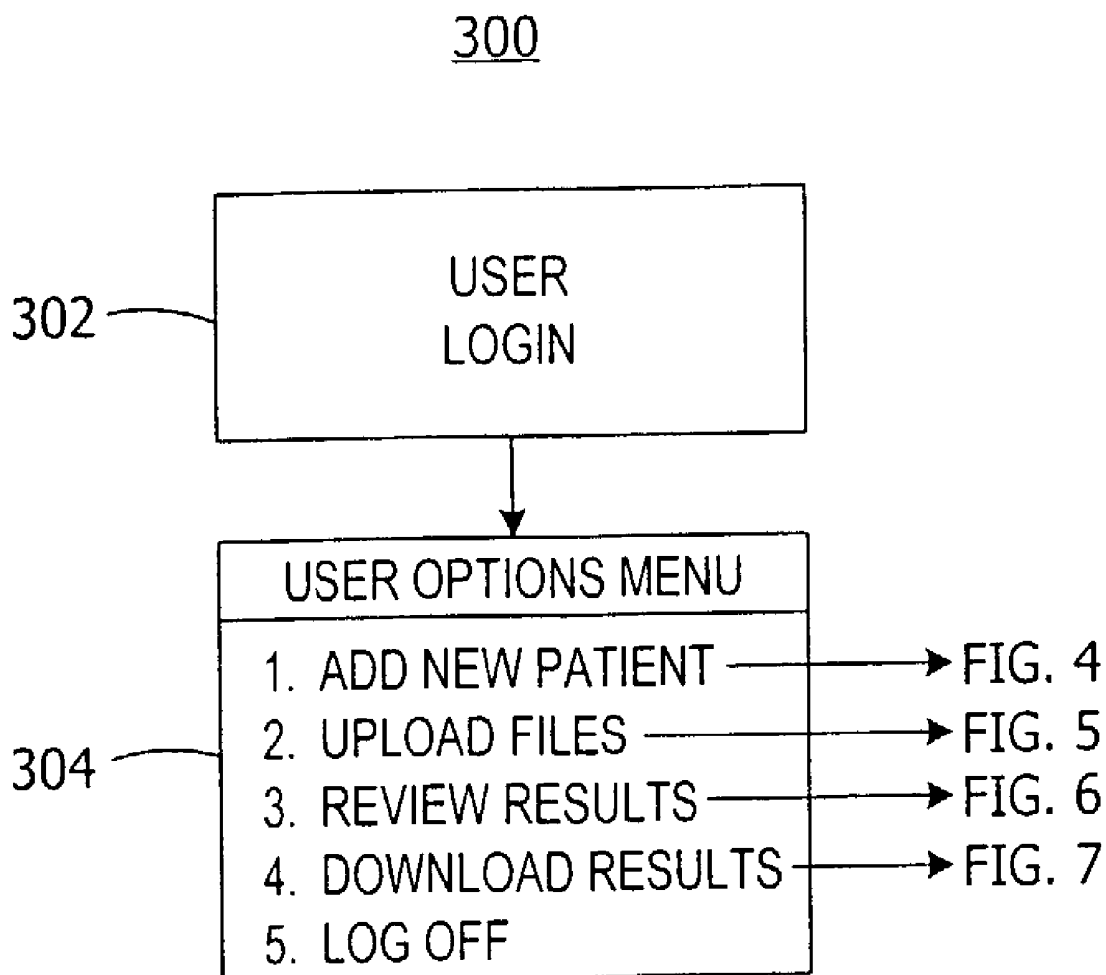 300
302
USER
LOGIN
304
USER OPTIONS MENU
1. ADD NEW PATIENT
FIG. 4
2. UPLOAD FILES
FIG. 5
3. REVIEW RESULTS
FIG. 6
4. DOWNLOAD RESULTS
FIG. 7
5. LOG OFF